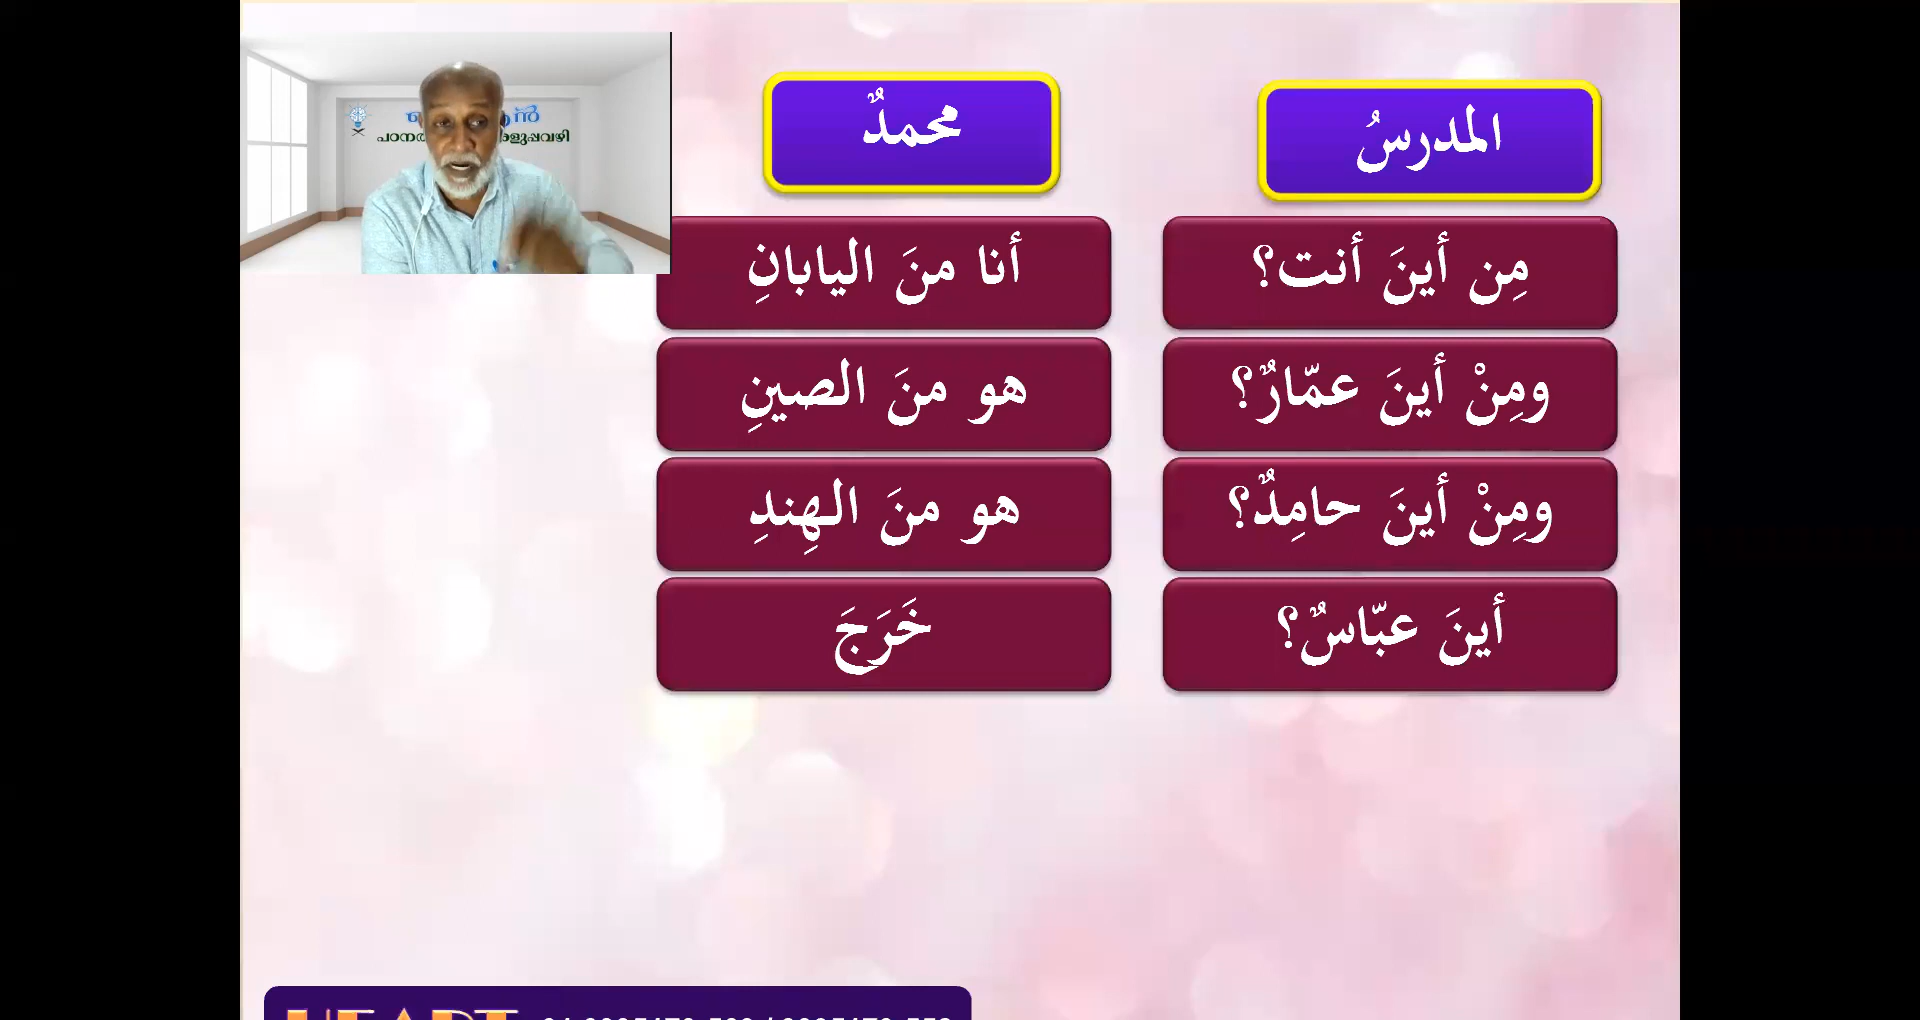 المدرسُ
محمدٌ
مِن أينَ أنت؟
أنا منَ اليابانِ
ومِنْ أينَ عمّارٌ؟
هو منَ الصينِ
ومِنْ أينَ حامِدٌ؟
هو منَ الهِندِ
أينَ عبّاسٌ؟
خَرَجَ
HEART